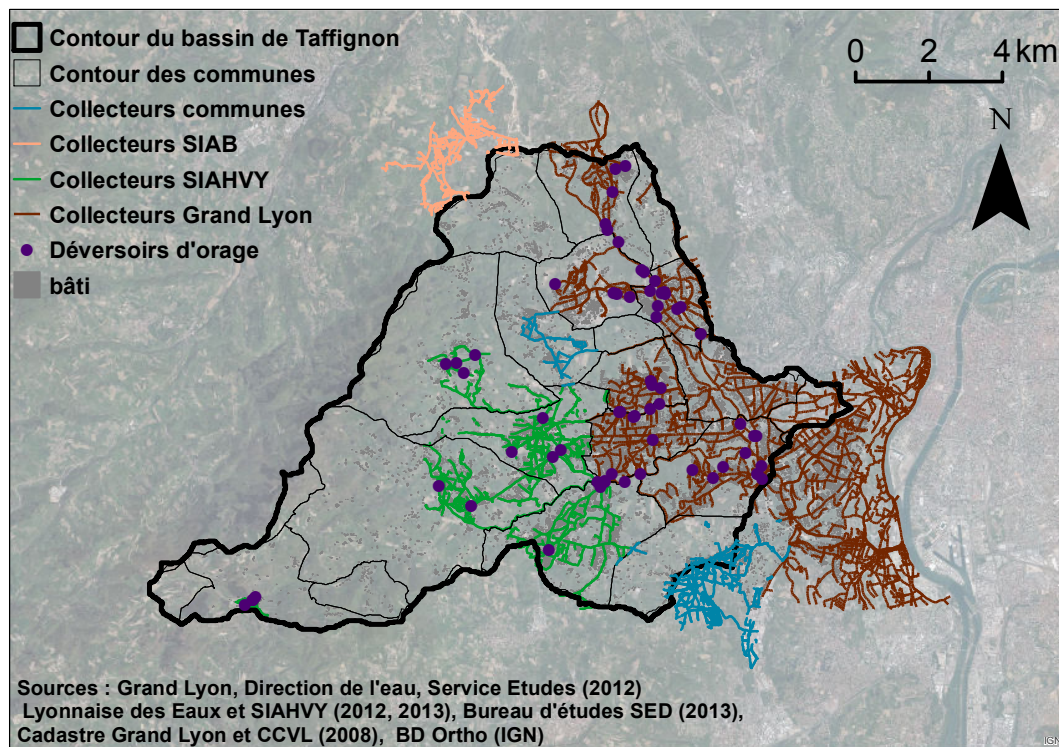 Contour du bassin de Taffignon
Contour des communes
Collecteurs communes
Collecteurs SIAB
Collecteurs SIAHVY
Collecteurs Grand Lyon
Déversoirs d'orage
bâti
0 2 4 km
N
Sources : Grand Lyon, Direction de l'eau, Service Etudes (2012)
Lyonnaise des Eaux et SIAHVY (2012, 2013), Bureau d'études SED (2013),
Cadastre Grand Lyon et CCVL (2008), BD Ortho (IGN)
IGN